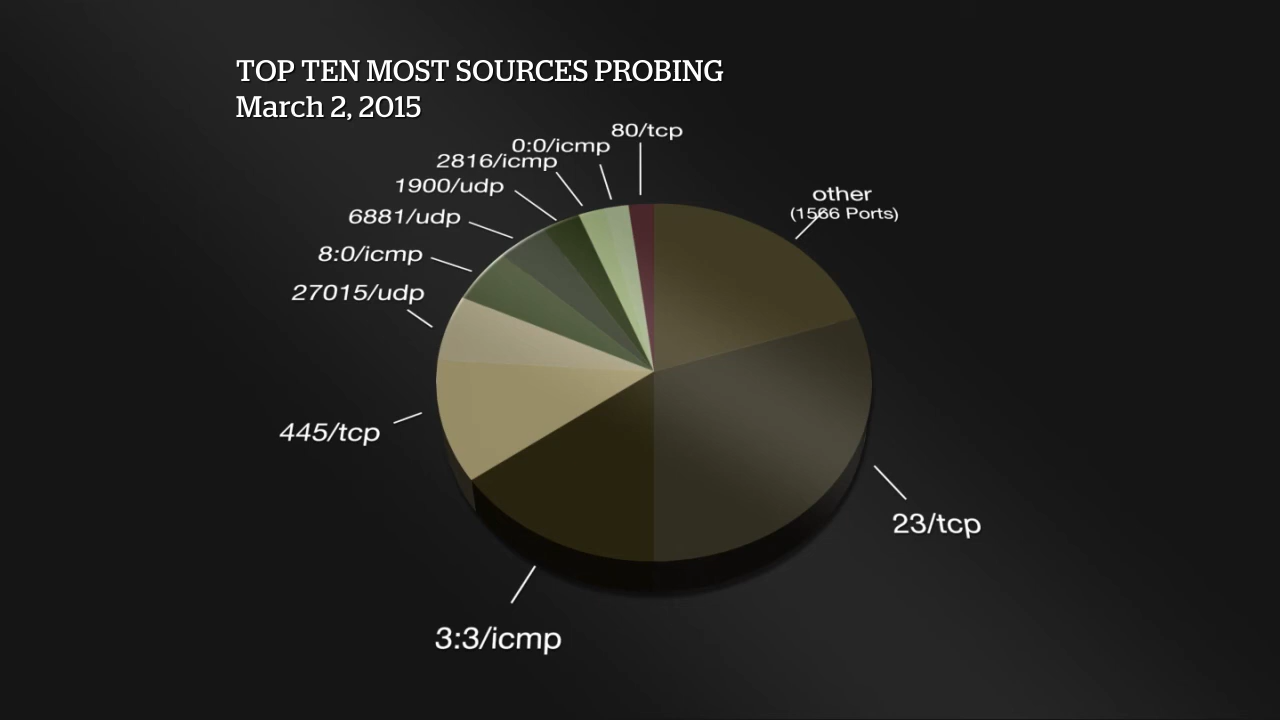 TOP TEN MOST SOURCES PROBING
March 2, 2015
80/tcp
0:0/icmp
2816/icmp
1900/udp
6881/udp
8:0/icmp
27015/udp
445/tcp
3:3/icmp
23/tcp
other
(1566 Ports)